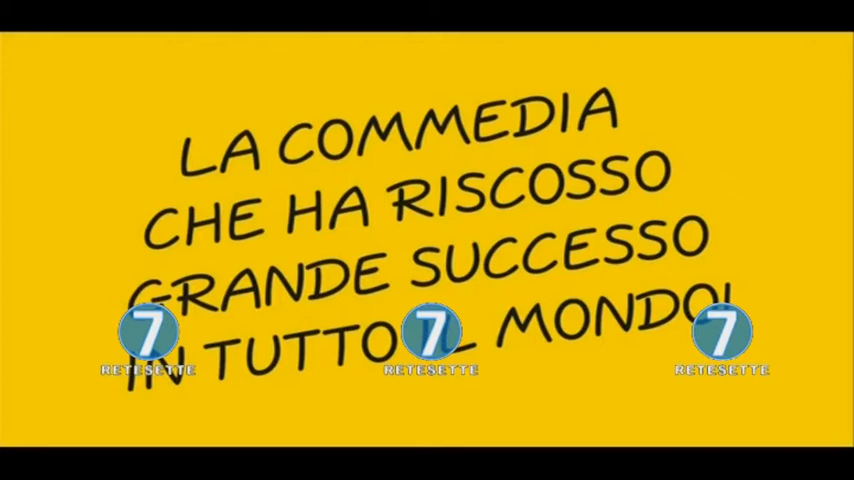 LA COMMEDIA
CHE HA RISCOSSO
GRANDE SUCCESSO
IN TUTTO IL MONDO!
7 7 7
RETESETTE RETESETTE RETESETTE